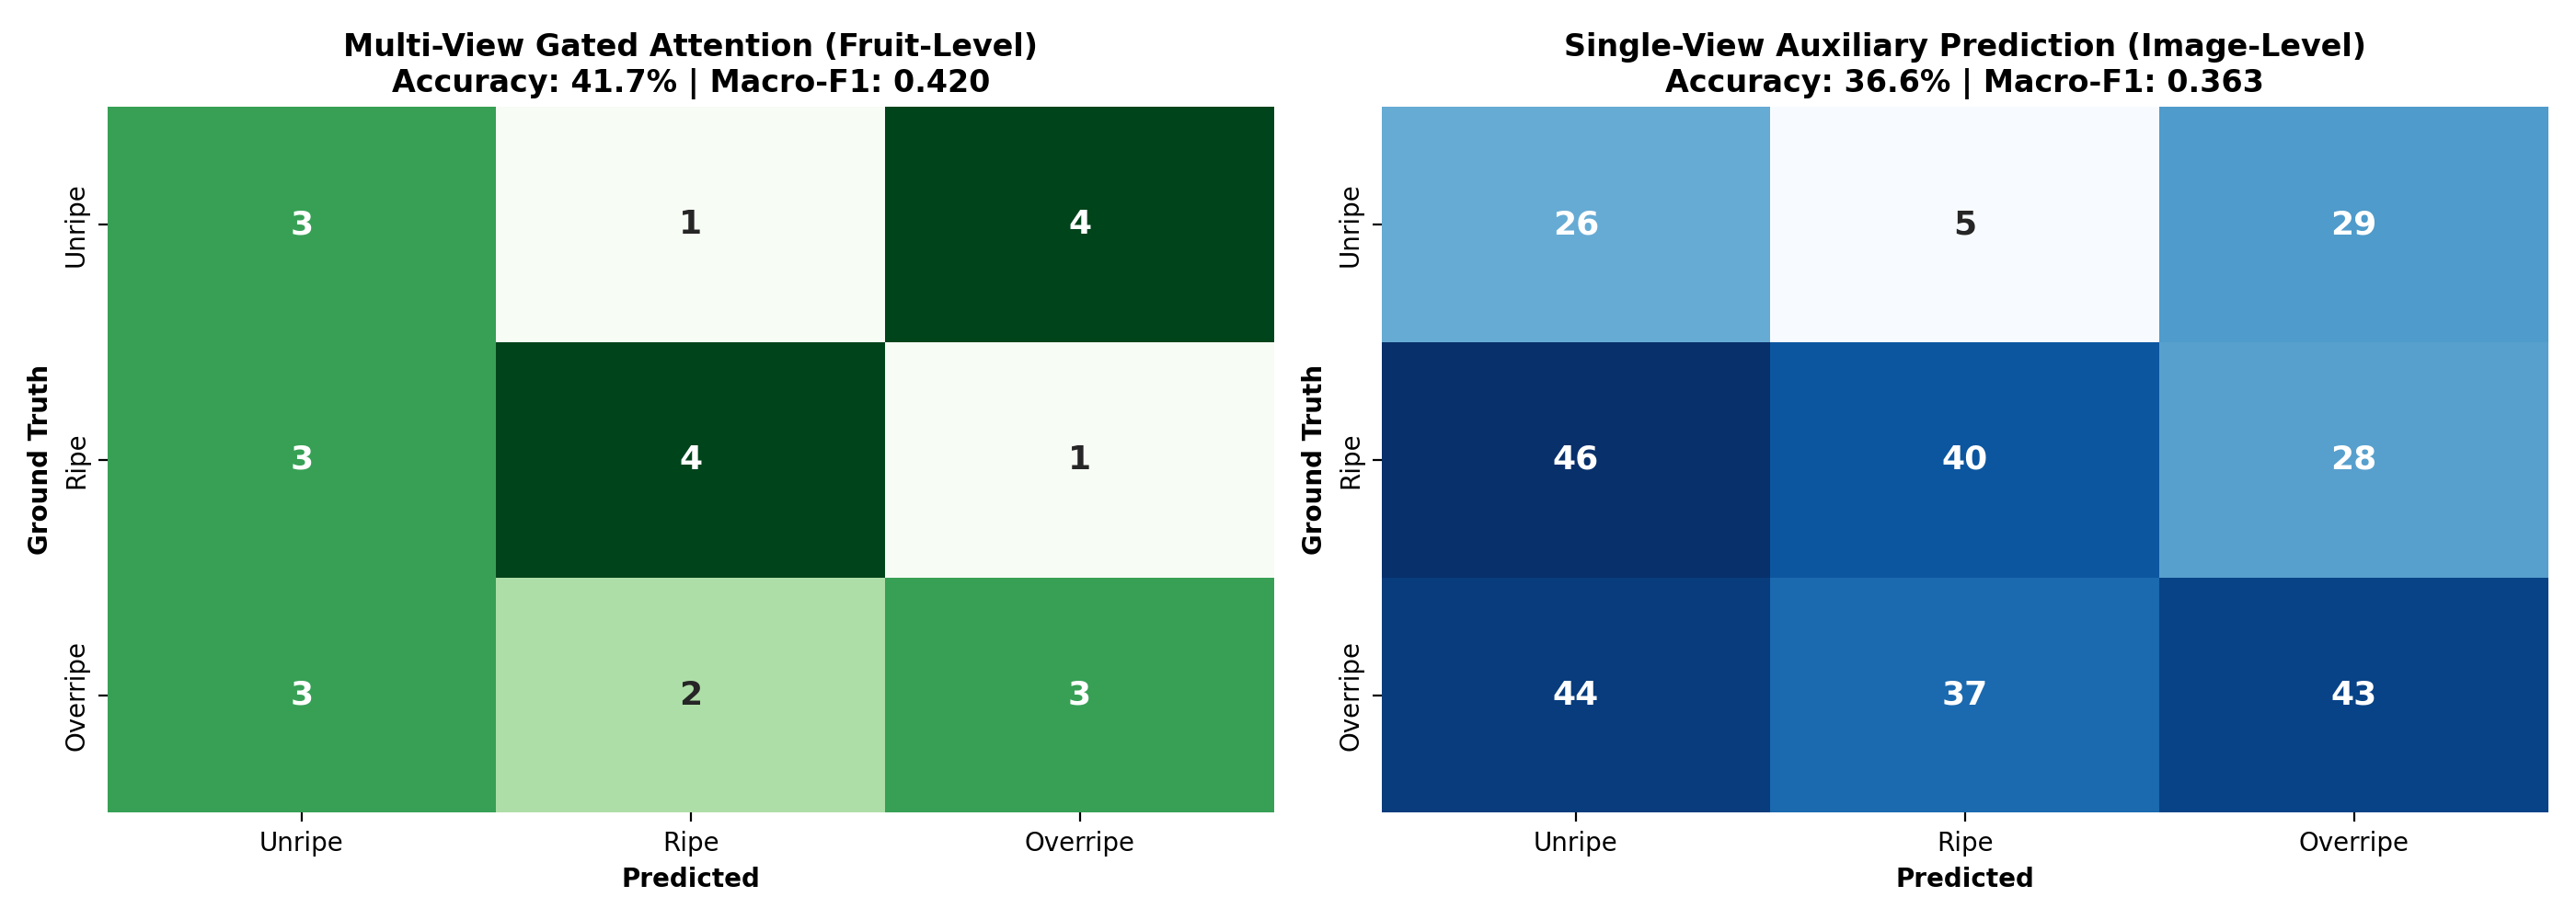 Multi-View Gated Attention (Fruit-Level)
Accuracy: 41.7% | Macro-F1: 0.420
Ground Truth
Unripe
3
1
4
Ripe
3
4
1
Overripe
3
2
3
Unripe
Ripe
Overripe
Predicted
Single-View Auxiliary Prediction (Image-Level)
Accuracy: 36.6% | Macro-F1: 0.363
Ground Truth
Unripe
26
5
29
Ripe
46
40
28
Overripe
44
37
43
Unripe
Ripe
Overripe
Predicted